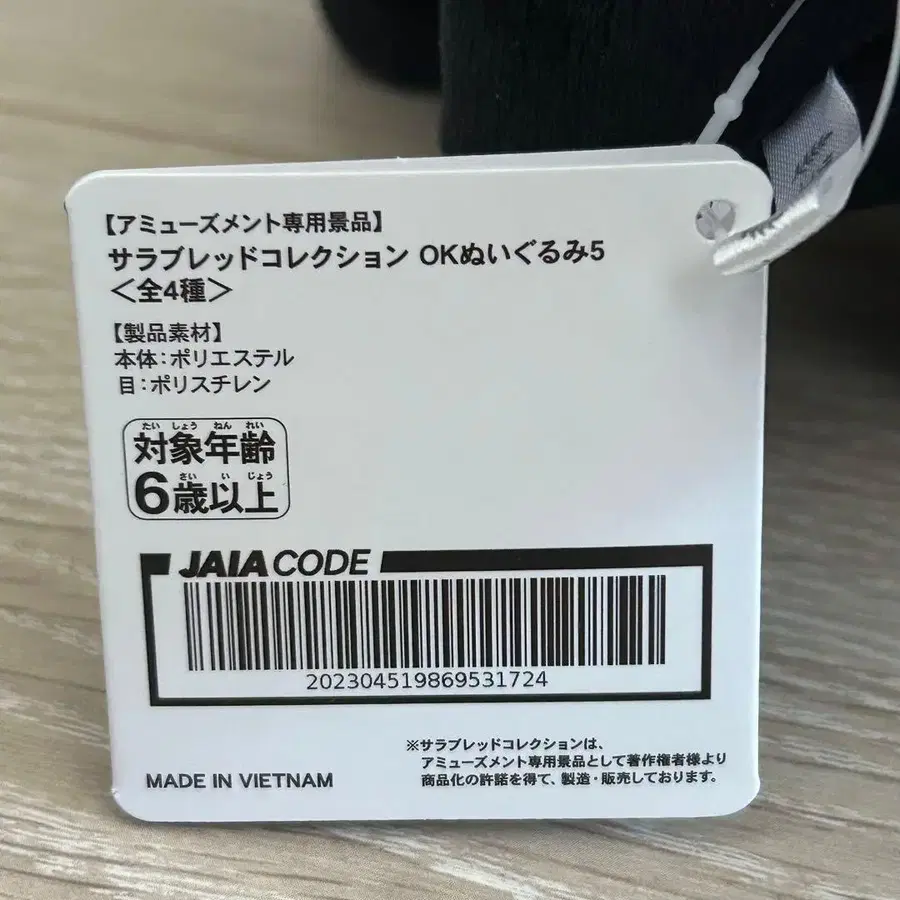 【アミューズメント専用景品】
サラブレッドコレクション OKぬいぐるみ5
＜全4種＞
【製品素材】
本体：ポリエステル
目：ポリスチレン
たい しょう ねん れい
対象年齢
さい い じょう
6歳以上
JAIA CODE
202304519869531724
※サラブレッドコレクションは、
アミューズメント専用景品として著作権者様より
商品化の許諾を得て、製造・販売しております。
MADE IN VIETNAM